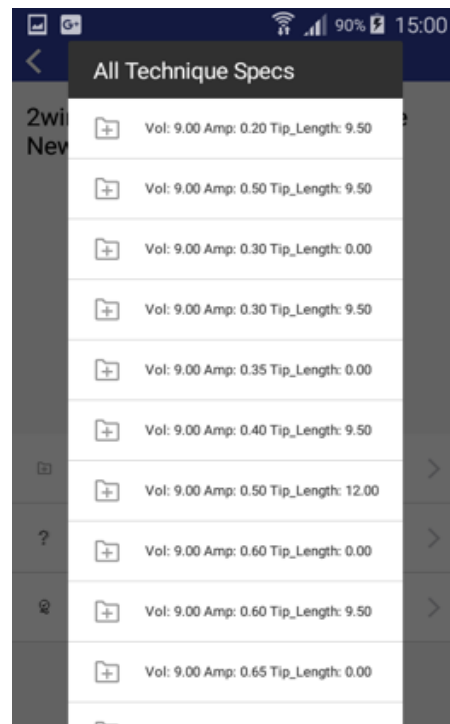 G+ 90% 15:00
All Technique Specs
2wi
New
Vol: 9.00 Amp: 0.20 Tip_Length: 9.50
Vol: 9.00 Amp: 0.50 Tip_Length: 9.50
Vol: 9.00 Amp: 0.30 Tip_Length: 0.00
Vol: 9.00 Amp: 0.30 Tip_Length: 9.50
Vol: 9.00 Amp: 0.35 Tip_Length: 0.00
Vol: 9.00 Amp: 0.40 Tip_Length: 9.50
Vol: 9.00 Amp: 0.50 Tip_Length: 12.00
?
Vol: 9.00 Amp: 0.60 Tip_Length: 0.00
Vol: 9.00 Amp: 0.60 Tip_Length: 9.50
Vol: 9.00 Amp: 0.65 Tip_Length: 0.00